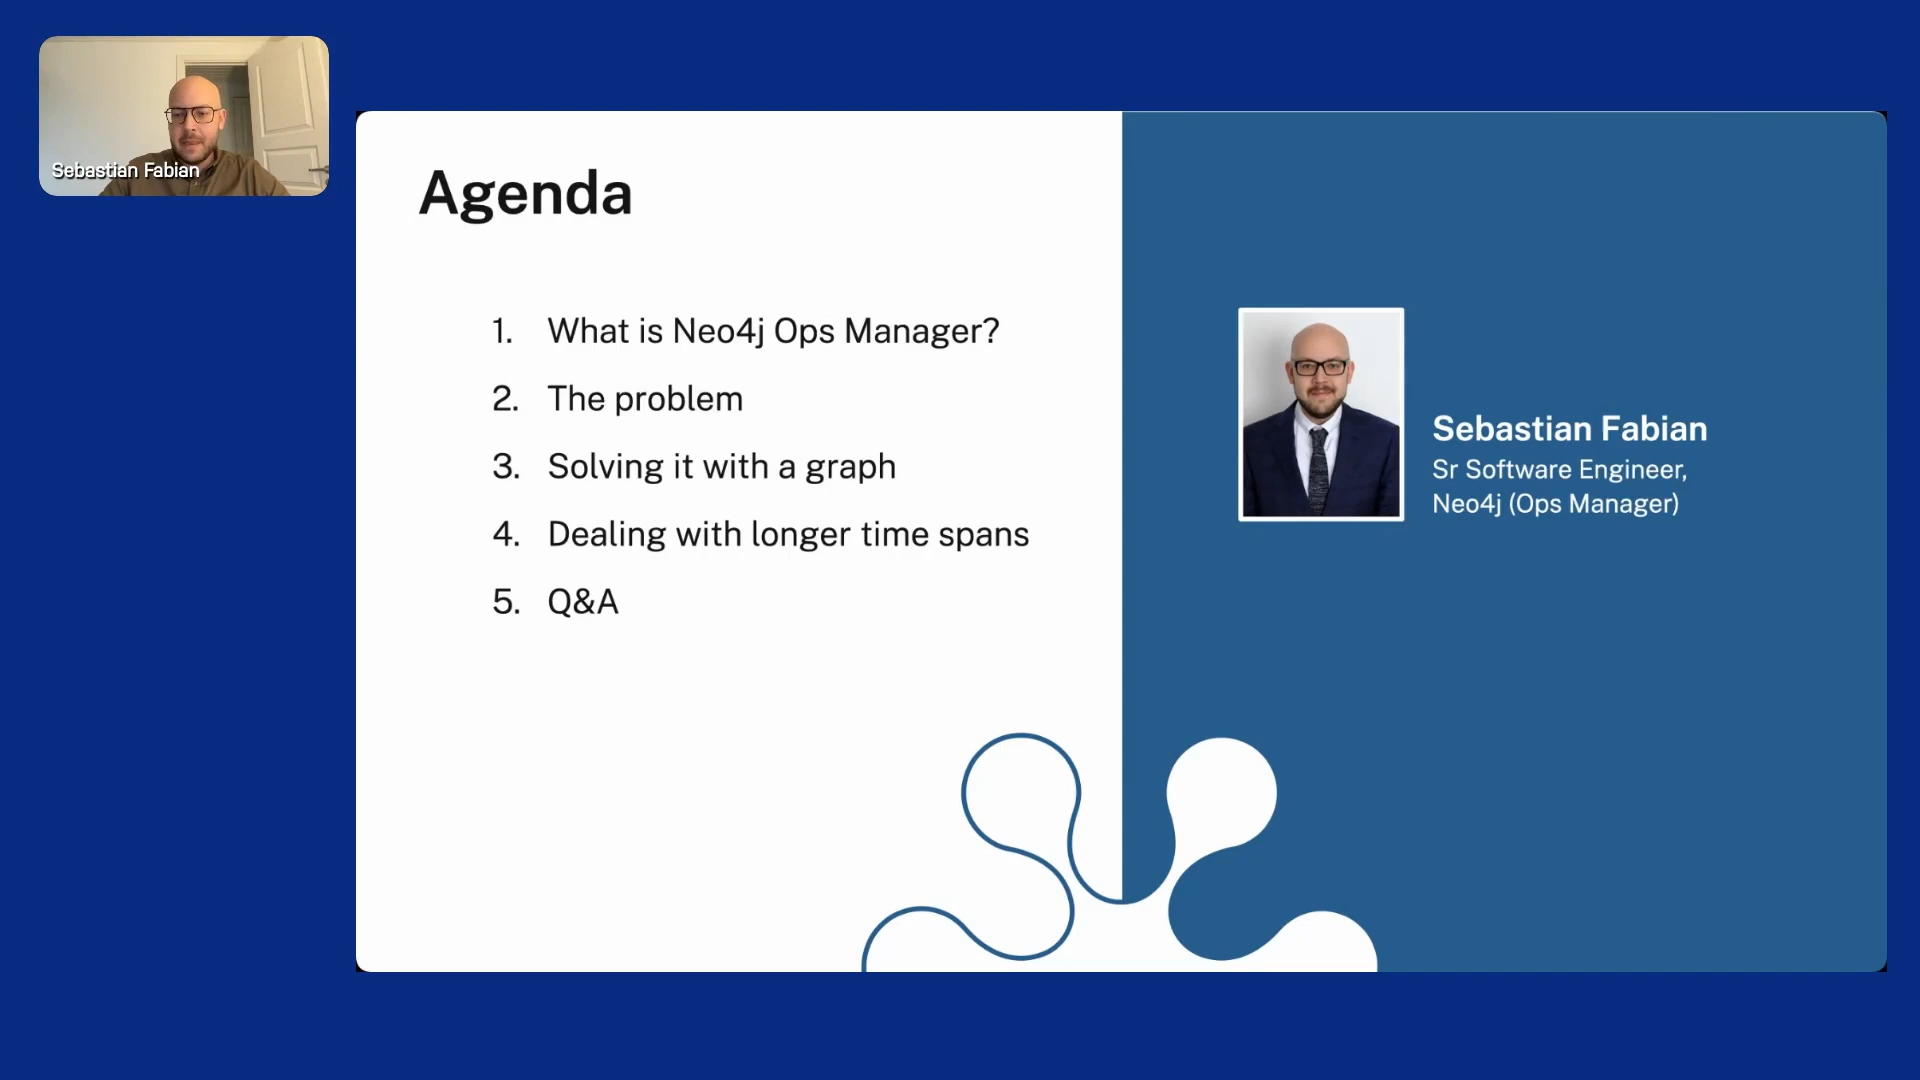 Sebastian Fabian
Agenda
1. What is Neo4j Ops Manager?
2. The problem
3. Solving it with a graph
4. Dealing with longer time spans
5. Q&A
Sebastian Fabian
Sr Software Engineer,
Neo4j (Ops Manager)